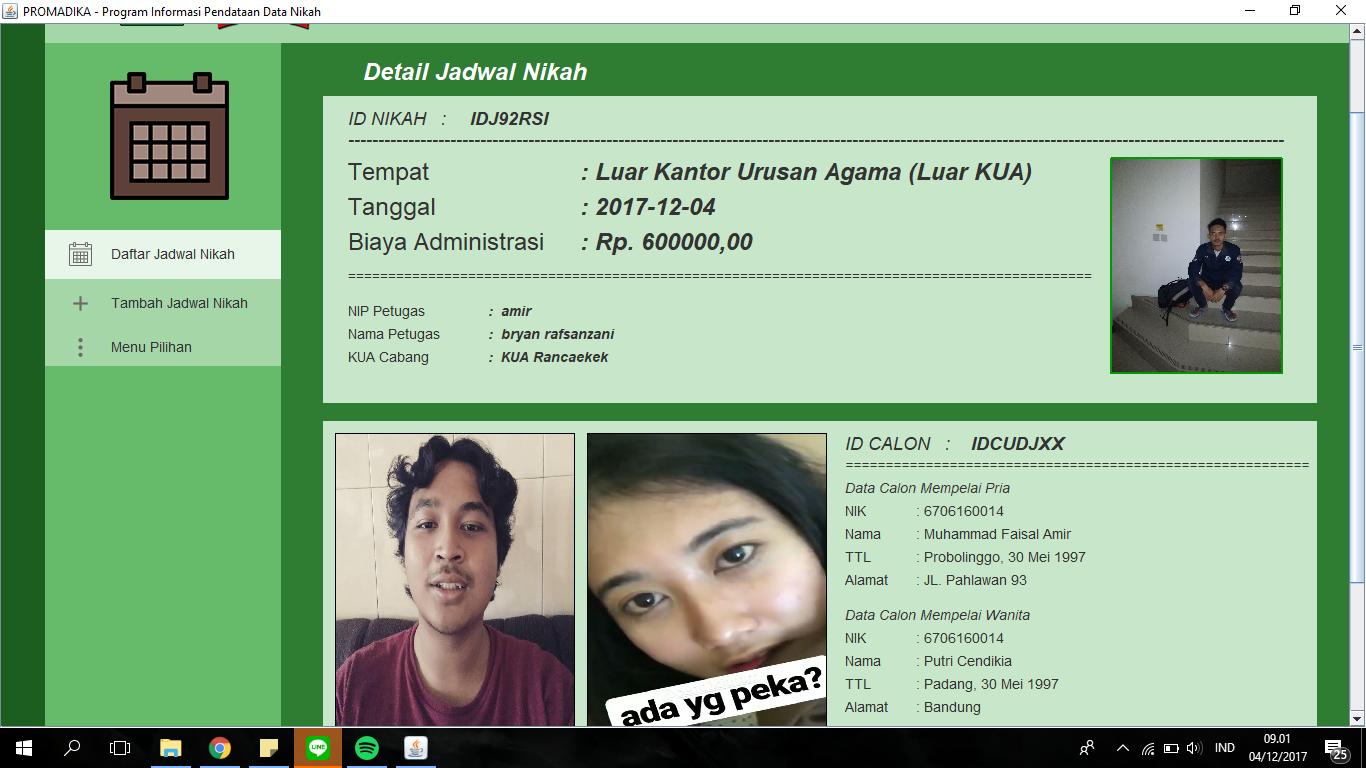 PROMADIKA - Program Informasi Pendataan Data Nikah
Detail Jadwal Nikah
ID NIKAH : IDJ92RSI
Tempat : Luar Kantor Urusan Agama (Luar KUA)
Tanggal : 2017-12-04
Biaya Administrasi : Rp. 600000,00
NIP Petugas : amir
Nama Petugas : bryan rafsanzani
KUA Cabang : KUA Rancaekek
Daftar Jadwal Nikah
Tambah Jadwal Nikah
Menu Pilihan
ada yg peka?
ID CALON : IDCUDJXX
Data Calon Mempelai Pria
NIK : 6706160014
Nama : Muhammad Faisal Amir
TTL : Probolinggo, 30 Mei 1997
Alamat : JL. Pahlawan 93
Data Calon Mempelai Wanita
NIK : 6706160014
Nama : Putri Cendikia
TTL : Padang, 30 Mei 1997
Alamat : Bandung
LINE
IND
09.01
04/12/2017
25